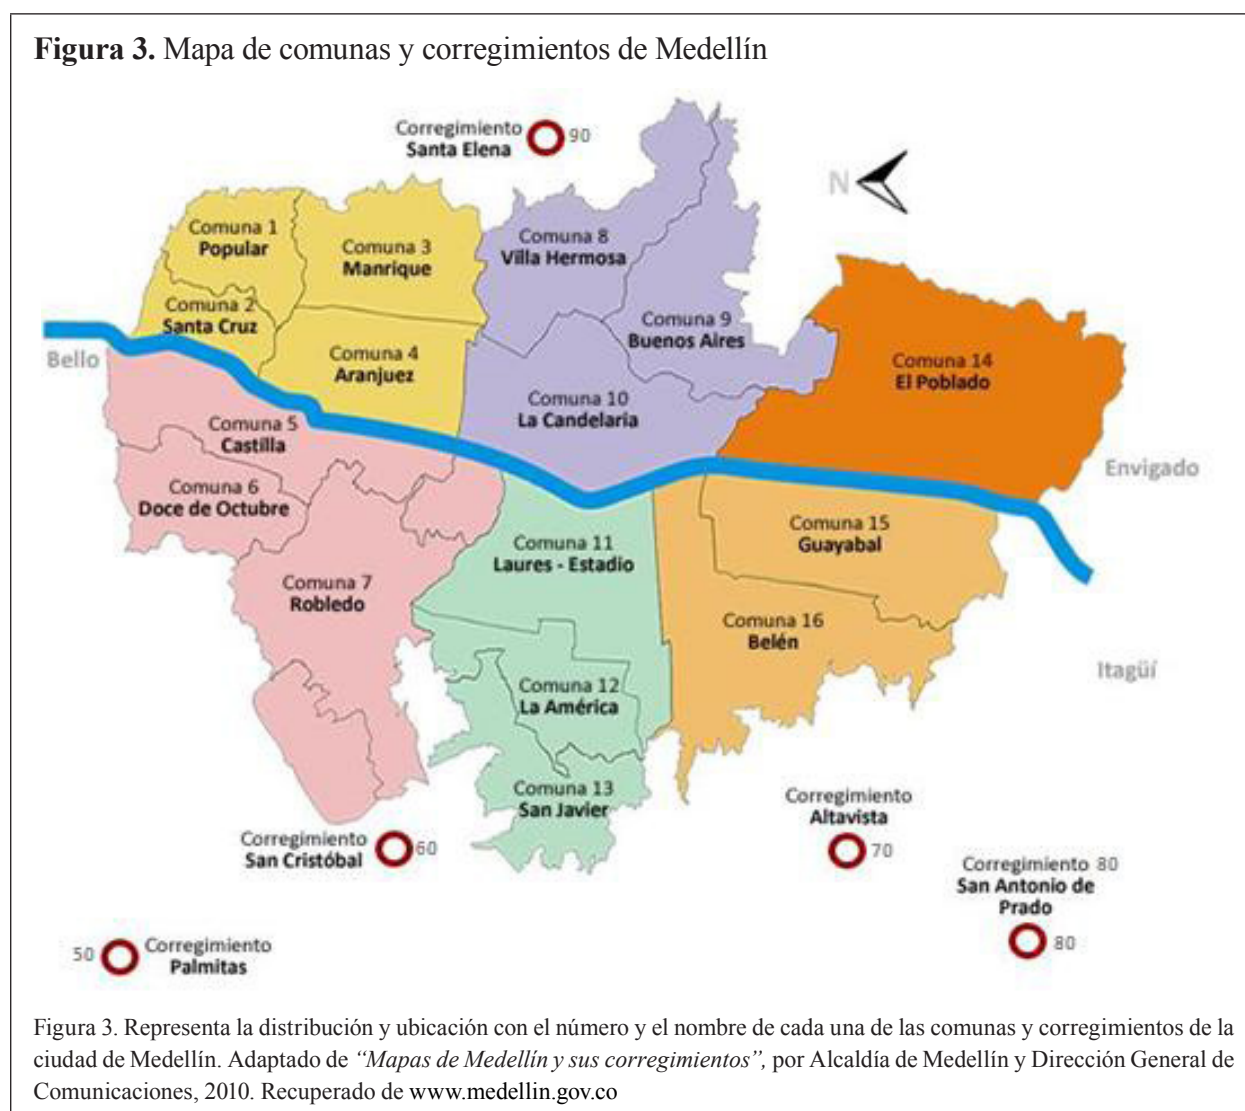 Figura 3. Mapa de comunas y corregimientos de Medellín
Corregimiento
Santa Elena
90
N
Comuna 1
Popular
Comuna 3
Manrique
Comuna 8
Villa Hermosa
Comuna 2
Santa Cruz
Comuna 9
Buenos Aires
Bello
Comuna 4
Aranjuez
Comuna 14
El Poblado
Comuna 10
La Candelaria
Comuna 5
Castilla
Envigado
Comuna 6
Doce de Octubre
Comuna 15
Guayabal
Comuna 11
Laures - Estadio
Comuna 7
Robledo
Comuna 16
Belén
Itagüí
Comuna 12
La América
Comuna 13
San Javier
Corregimiento
Altavista
70
Corregimiento
San Cristóbal
60
Corregimiento 80
San Antonio de
Prado
80
50
Corregimiento
Palmitas
Figura 3. Representa la distribución y ubicación con el número y el nombre de cada una de las comunas y corregimientos de la
ciudad de Medellín. Adaptado de “Mapas de Medellín y sus corregimientos”, por Alcaldía de Medellín y Dirección General de
Comunicaciones, 2010. Recuperado de www.medellin.gov.co